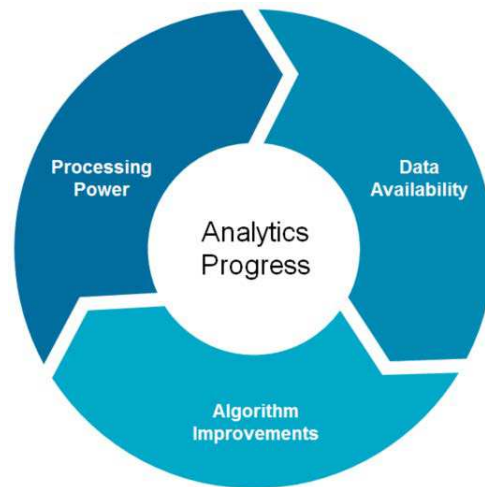 Processing
Power
Data
Availability
Analytics
Progress
Algorithm
Improvements